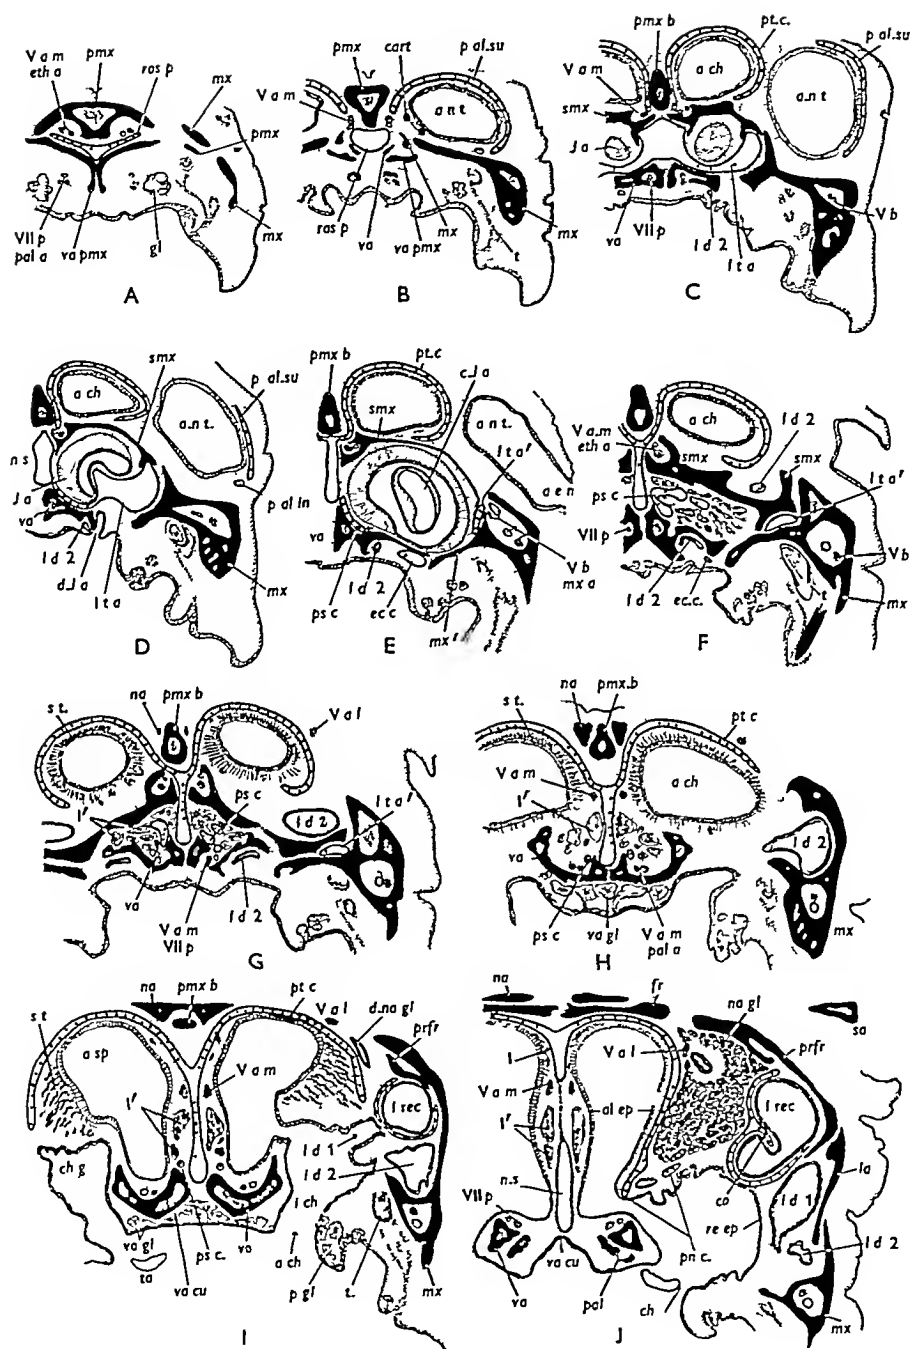 V a m
eth a
pmx
ros p
mx
pmx
VII p
pal a
va pmx
gl
mx
A
V a m
pmx
cart
p al.su
a n t
ros p
va
va pmx
mx
t
mx
B
pmx b
pt.c.
p al.su
V a m
a ch
a.n t
smx
J a
va
VII p
l d 2
l t a
V b
C
smx
p al.su
a ch
a.n t.
n s
J a
va
p al in
l d 2
d.J a
l t a
mx
D
pmx b
pt.c
c.J a
smx
a n t.
l t a'
a e n
va
ps c
l d 2
ec c
mx'
V b
mx a
E
V a.m
eth a
a ch
l d 2
smx
smx
ps c
l t a'
VII p
l d 2
ec.c.
t
V b
mx
F
s t.
na
pmx b
V a l
ps c
l'
l d 2
l t a'
va
V a m
VII p
l d 2
G
na
pmx.b
s t.
pt c
V a m
l'
a ch
va
l d 2
ps c
va gl
V a m
pal a
mx
H
na
pmx b
pt c
V a l
d.na gl
s t
prfr
a sp
V a m
l'
l rec
l d 1
l d 2
ch g
l ch
va gl
ps c.
vo
ta
va cu
a ch
p gl
t.
mx
I
na
fr
na gl
sa
l
V a l
prfr
V a m
al ep
l rec
l'
n.s
VII p
co
l d 1
la
re ep
pn c.
l d 2
va
va cu
pal
ch
mx
J